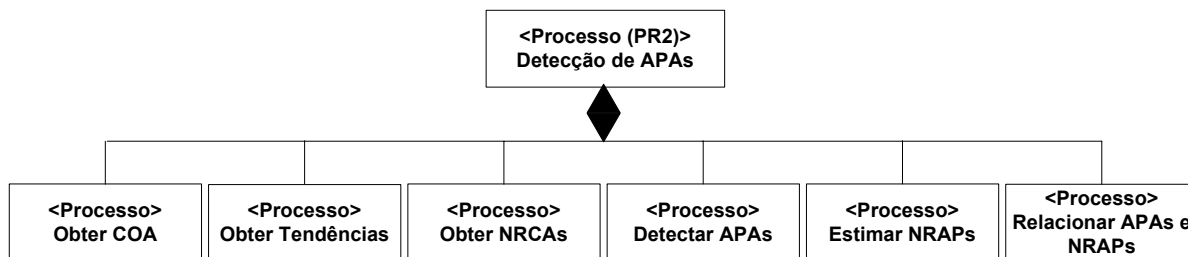 <Processo (PR2)>
Detecção de APAs
<Processo>
Obter COA
<Processo>
Obter Tendências
<Processo>
Obter NRCAs
<Processo>
Detectar APAs
<Processo>
Estimar NRAPs
<Processo>
Relacionar APAs e
NRAPs